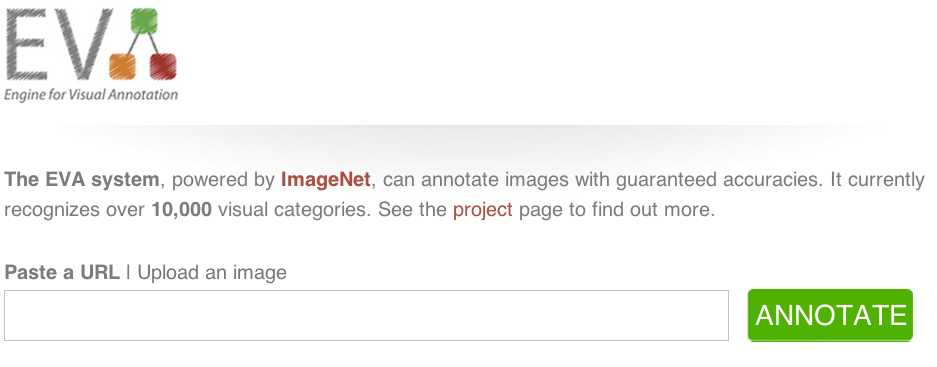 EVA
Engine for Visual Annotation
The EVA system, powered by ImageNet, can annotate images with guaranteed accuracies. It currently
recognizes over 10,000 visual categories. See the project page to find out more.
Paste a URL | Upload an image
ANNOTATE